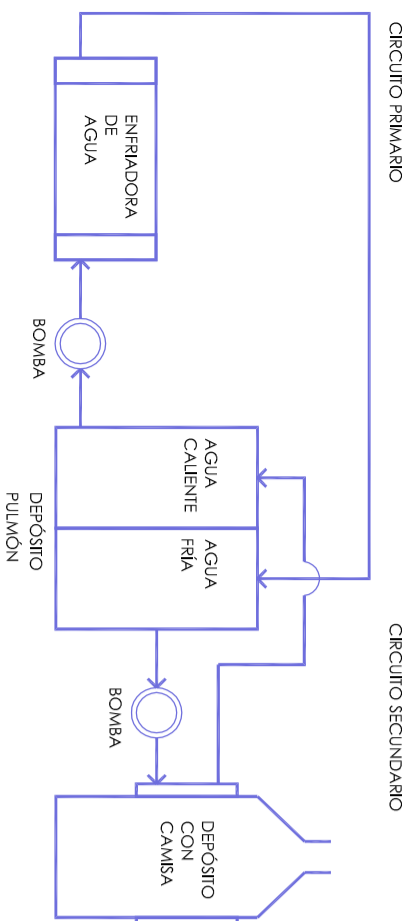 CIRCUITO PRIMARIO
CIRCUITO SECUNDARIO
ENFRIADORA
DE
AGUA
BOMBA
AGUA
CALIENTE
AGUA
FRÍA
DEPÓSITO
PULMÓN
BOMBA
DEPÓSITO
CON
CAMISA